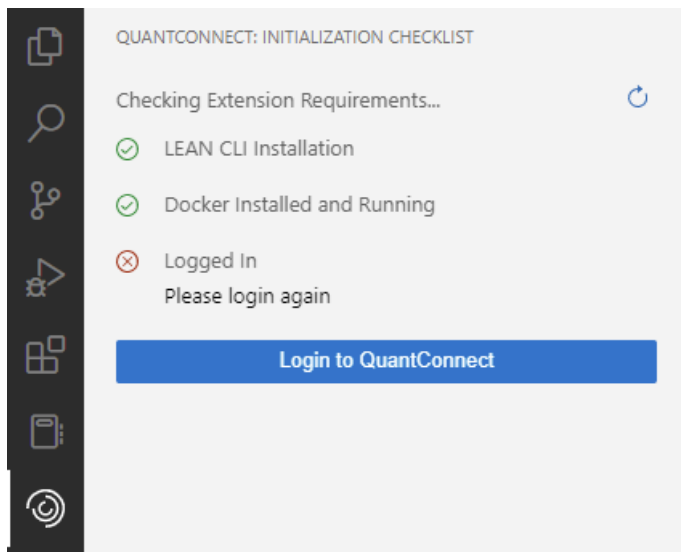 QUANTCONNECT: INITIALIZATION CHECKLIST
Checking Extension Requirements...
LEAN CLI Installation
Docker Installed and Running
Logged In
Please login again
Login to QuantConnect